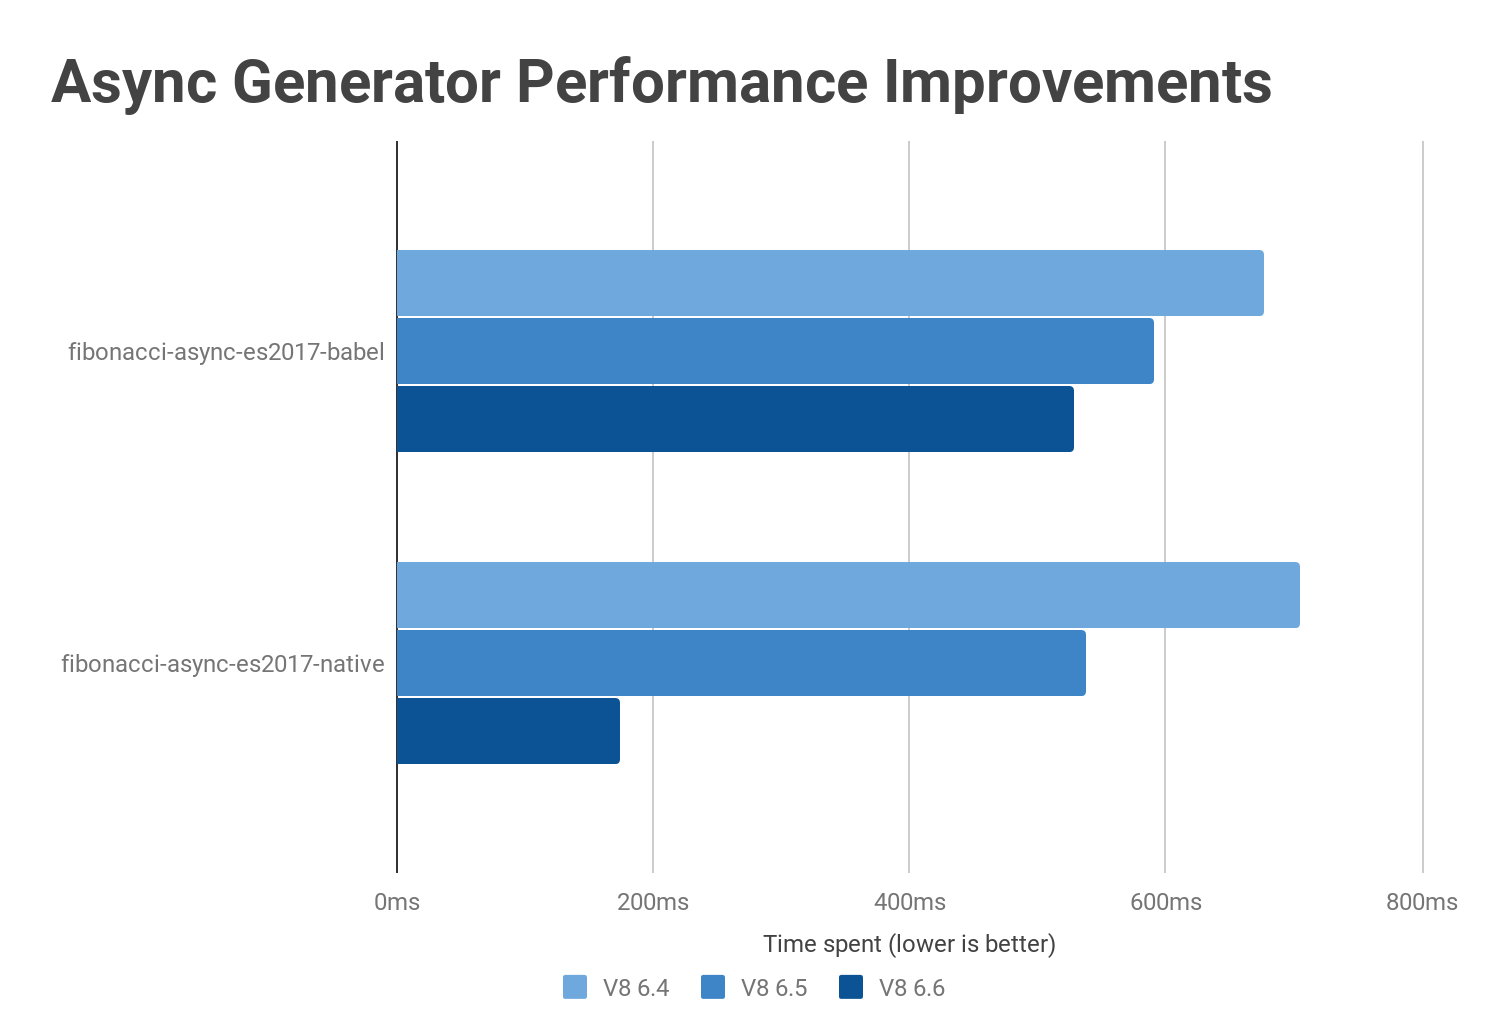 Async Generator Performance Improvements
fibonacci-async-es2017-babel
fibonacci-async-es2017-native
0ms 200ms 400ms 600ms 800ms
Time spent (lower is better)
V8 6.4 V8 6.5 V8 6.6